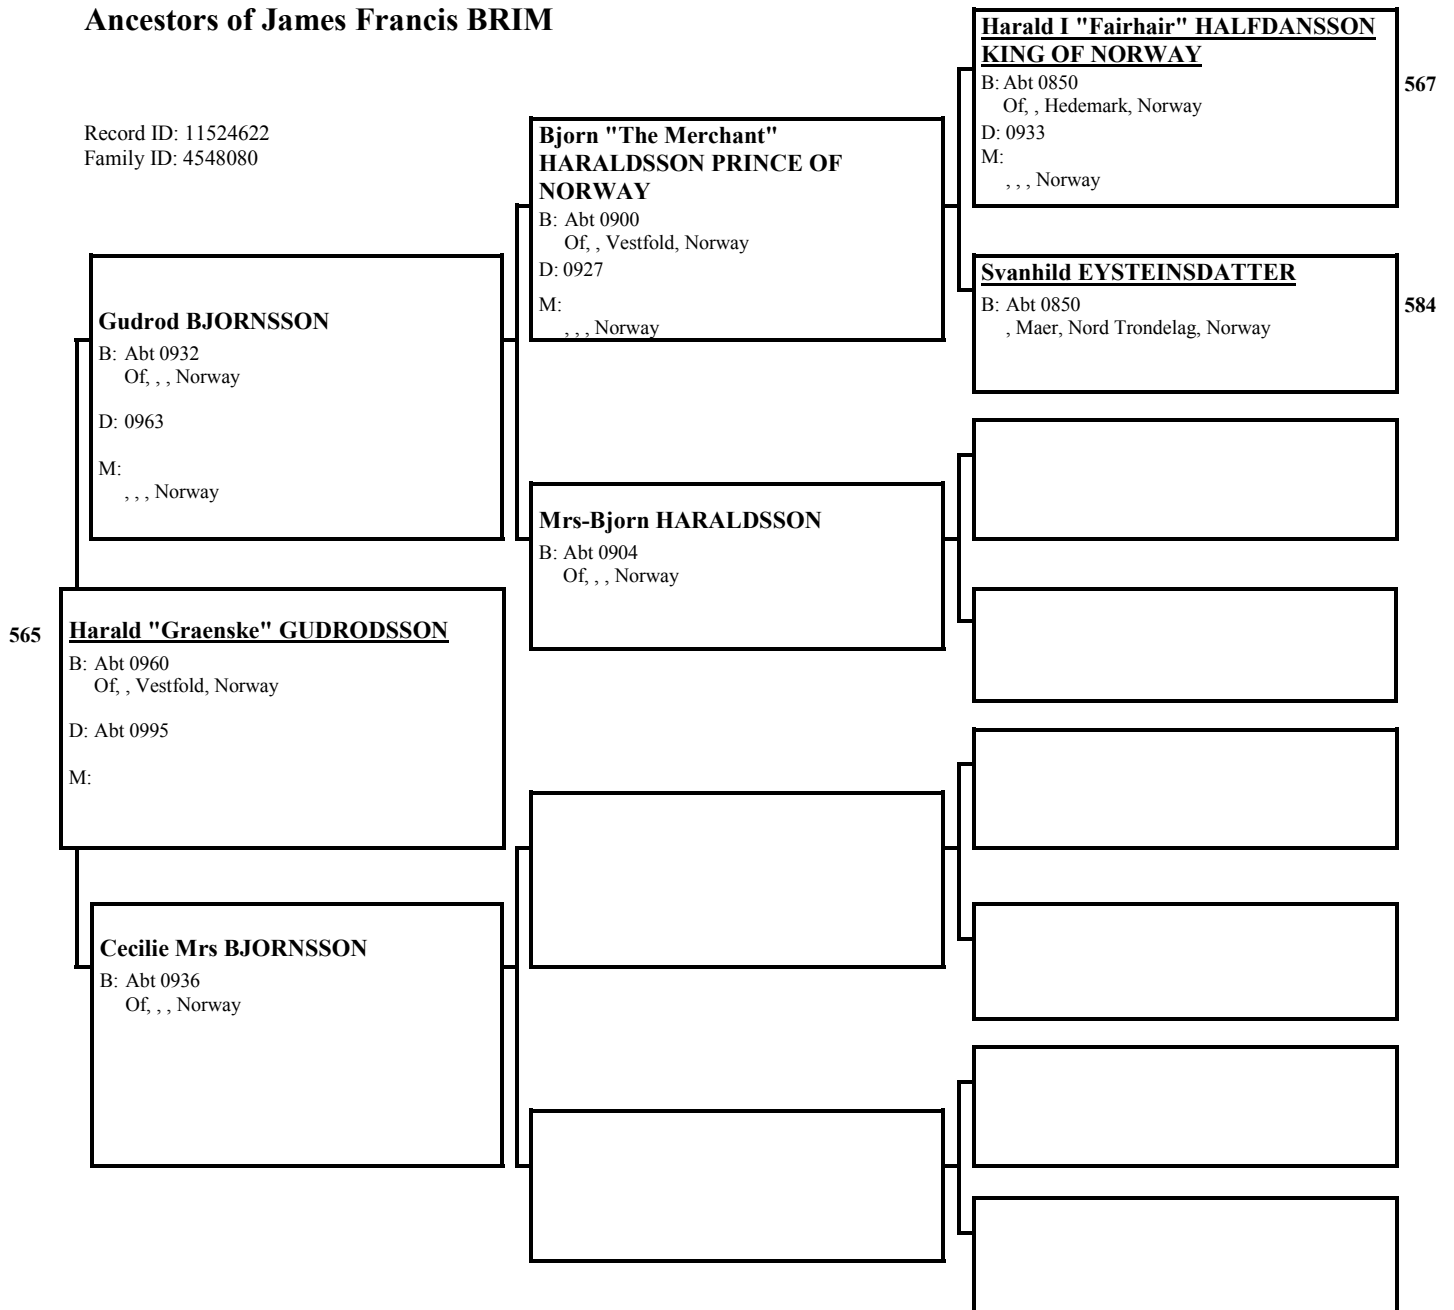 Ancestors of James Francis BRIM
Record ID: 11524622
Family ID: 4548080
565
Harald "Graenske" GUDRODSSON
B: Abt 0960
Of, , Vestfold, Norway
D: Abt 0995
M:
Gudrod BJORNSSON
B: Abt 0932
Of, , , Norway
D: 0963
M:
, , , Norway
Cecilie Mrs BJORNSSON
B: Abt 0936
Of, , , Norway
Bjorn "The Merchant"
HARALDSSON PRINCE OF
NORWAY
B: Abt 0900
Of, , Vestfold, Norway
D: 0927
M:
, , , Norway
Mrs-Bjorn HARALDSSON
B: Abt 0904
Of, , , Norway
Harald I "Fairhair" HALFDANSSON
KING OF NORWAY
B: Abt 0850
Of, , Hedemark, Norway
D: 0933
M:
, , , Norway
567
Svanhild EYSTEINSDATTER
B: Abt 0850
, Maer, Nord Trondelag, Norway
584